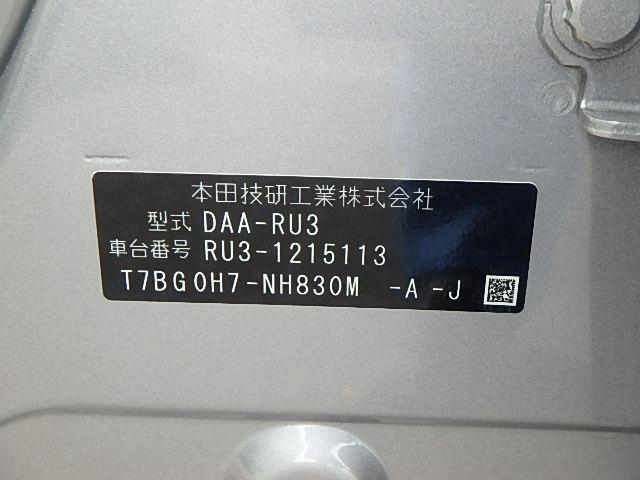 本田技研工業株式会社
型式 DAA-RU3
車台番号 RU3-1215113
T7BG0H7-NH830M -A -J